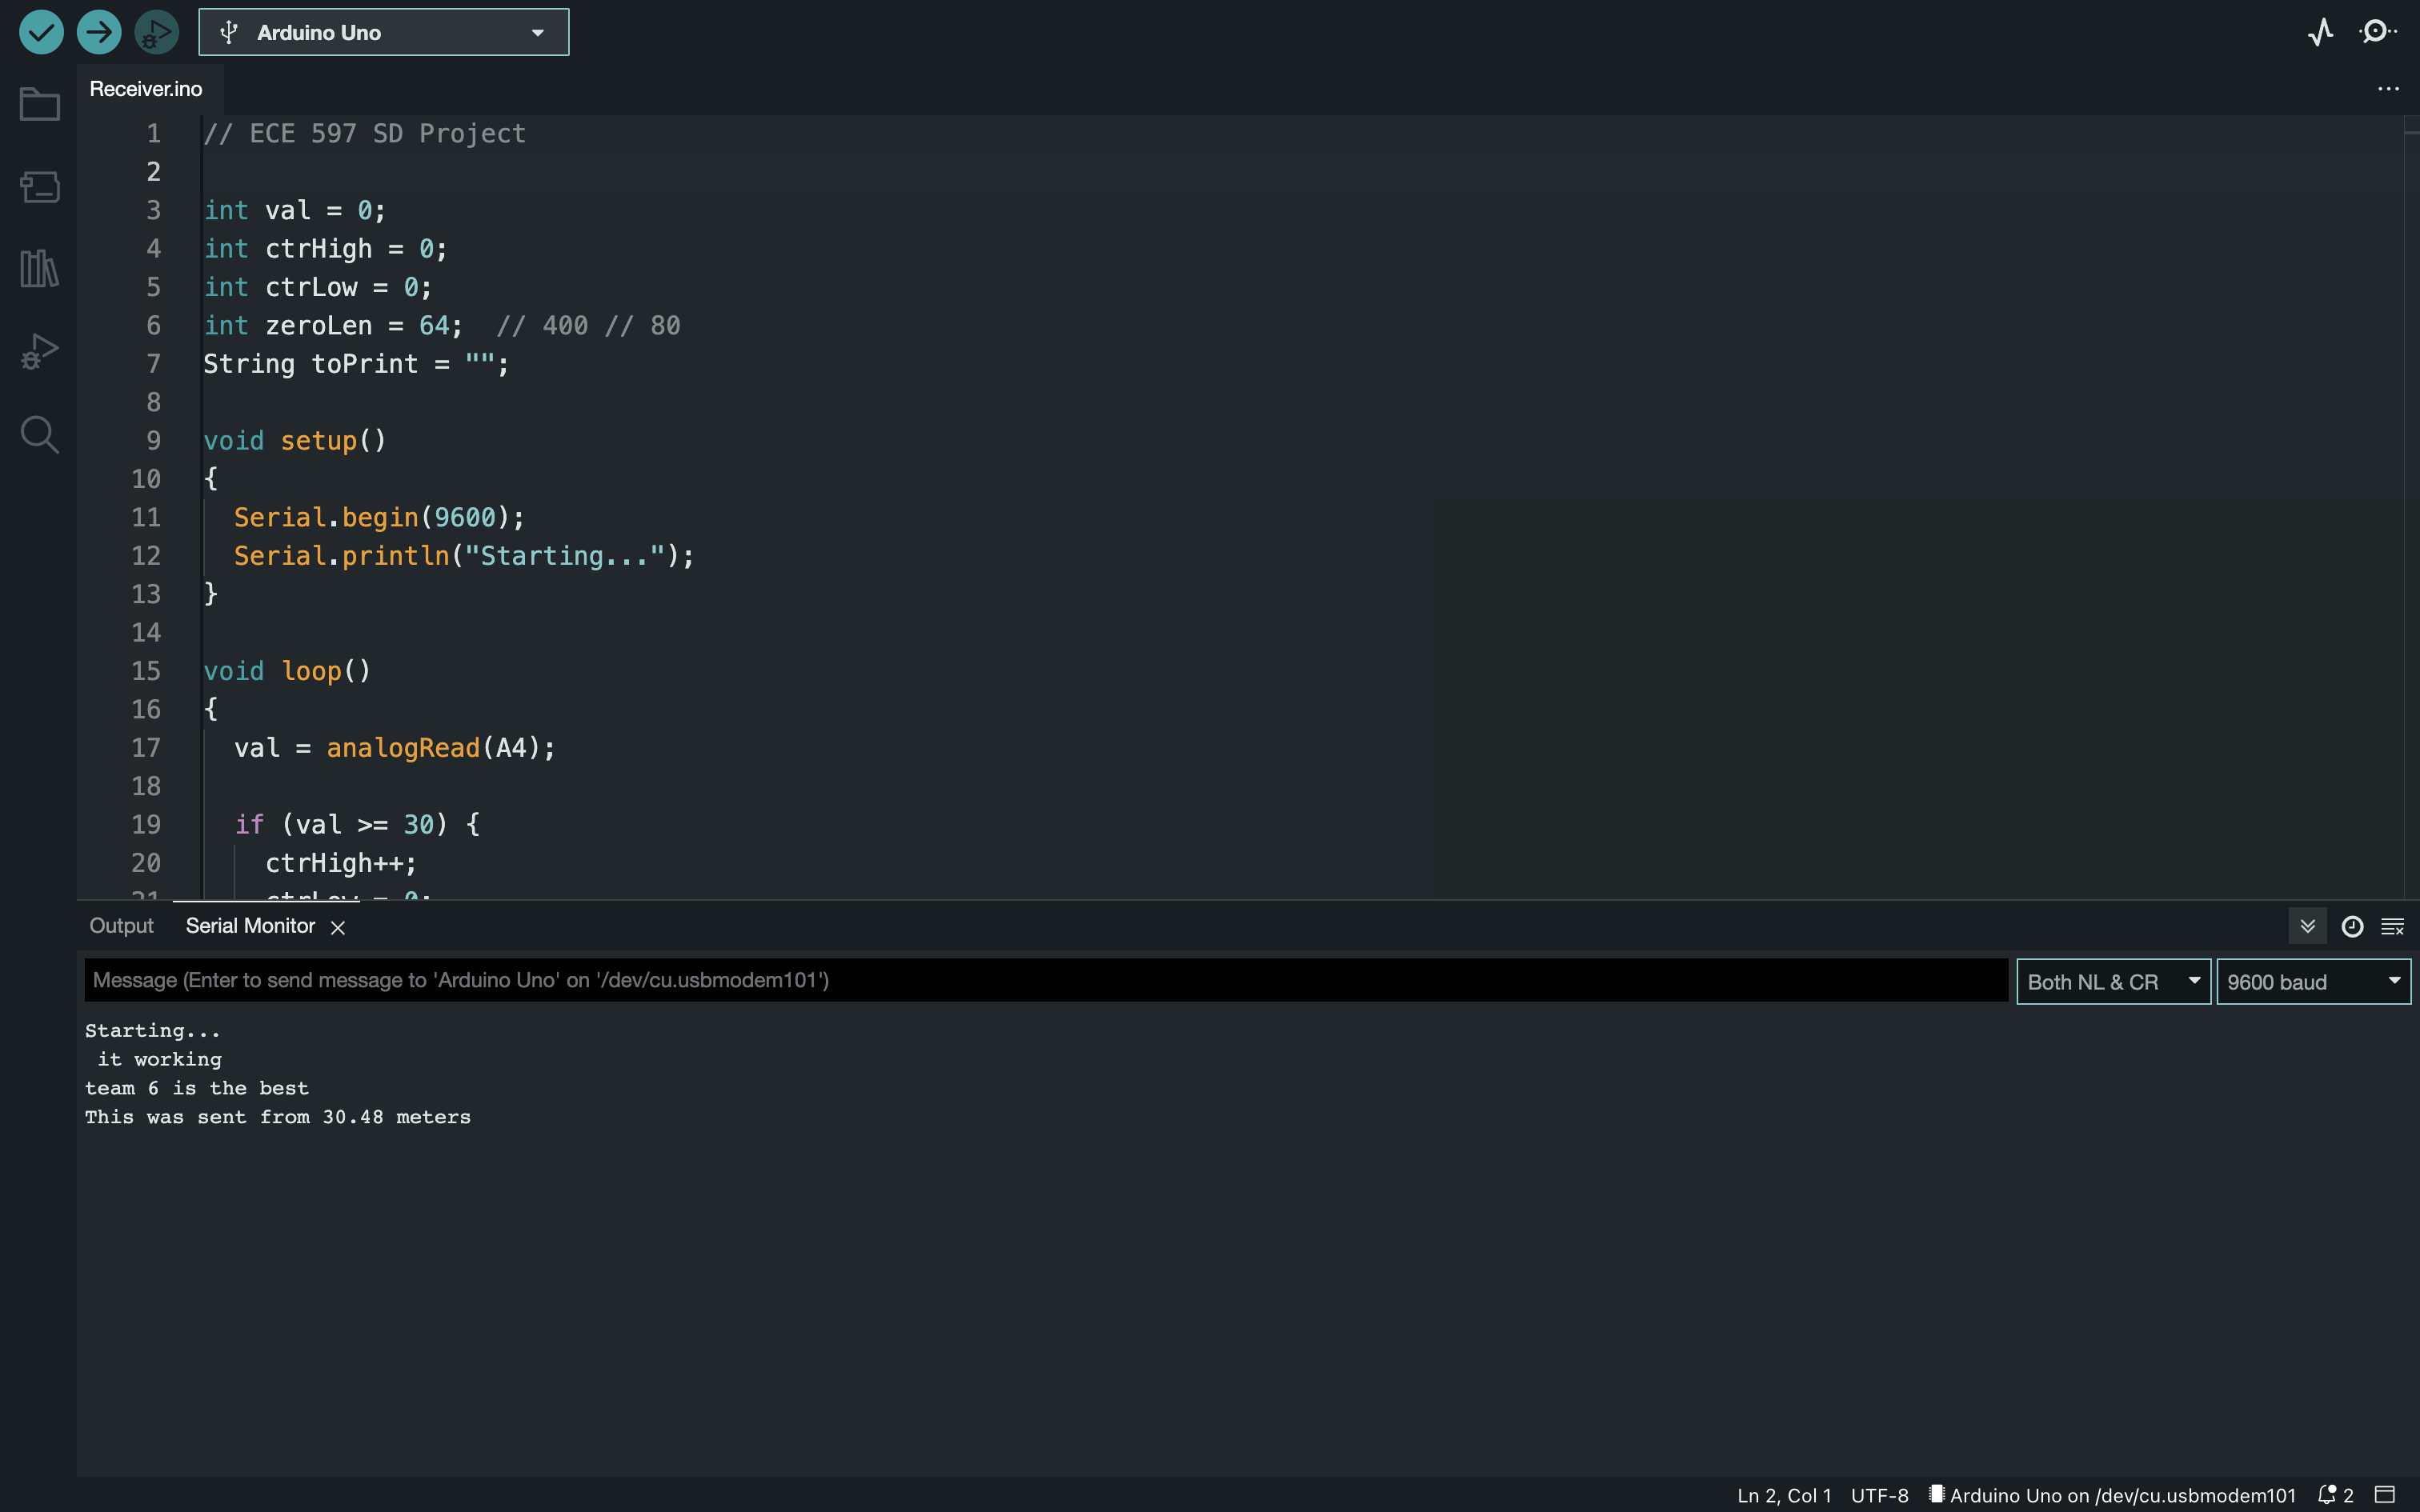 Arduino Uno
Receiver.ino
1 // ECE 597 SD Project
2
3 int val = 0;
4 int ctrHigh = 0;
5 int ctrLow = 0;
6 int zeroLen = 64;  // 400 // 80
7 String toPrint = "";
8
9 void setup()
10 {
11   Serial.begin(9600);
12   Serial.println("Starting...");
13 }
14
15 void loop()
16 {
17   val = analogRead(A4);
18
19   if (val >= 30) {
20     ctrHigh++;
21     ctrLow = 0;
Output Serial Monitor
Message (Enter to send message to 'Arduino Uno' on '/dev/cu.usbmodem101') Both NL & CR 9600 baud
Starting...
 it working
team 6 is the best
This was sent from 30.48 meters
Ln 2, Col 1 UTF-8 Arduino Uno on /dev/cu.usbmodem101 2